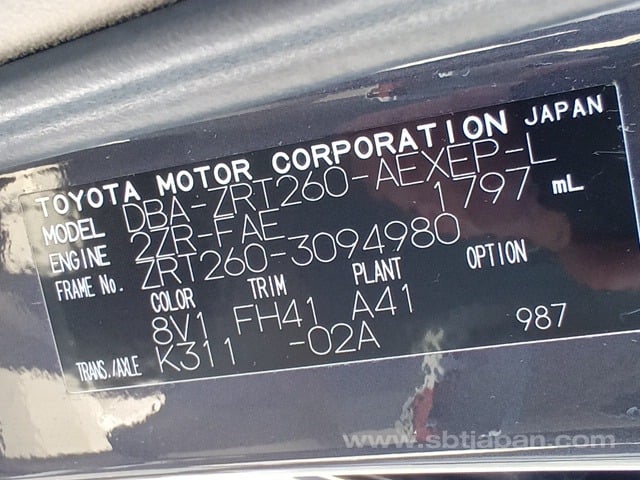 TOYOTA MOTOR CORPORATION JAPAN
MODEL DBA-ZRT260-AEXEP-L
ENGINE 2ZR-FAE 1797 mL
FRAME No. ZRT260-3094980
COLOR TRIM PLANT OPTION
8V1 FH41 A41
TRANS./AXLE K311 -02A 987
www.sbtjapan.com